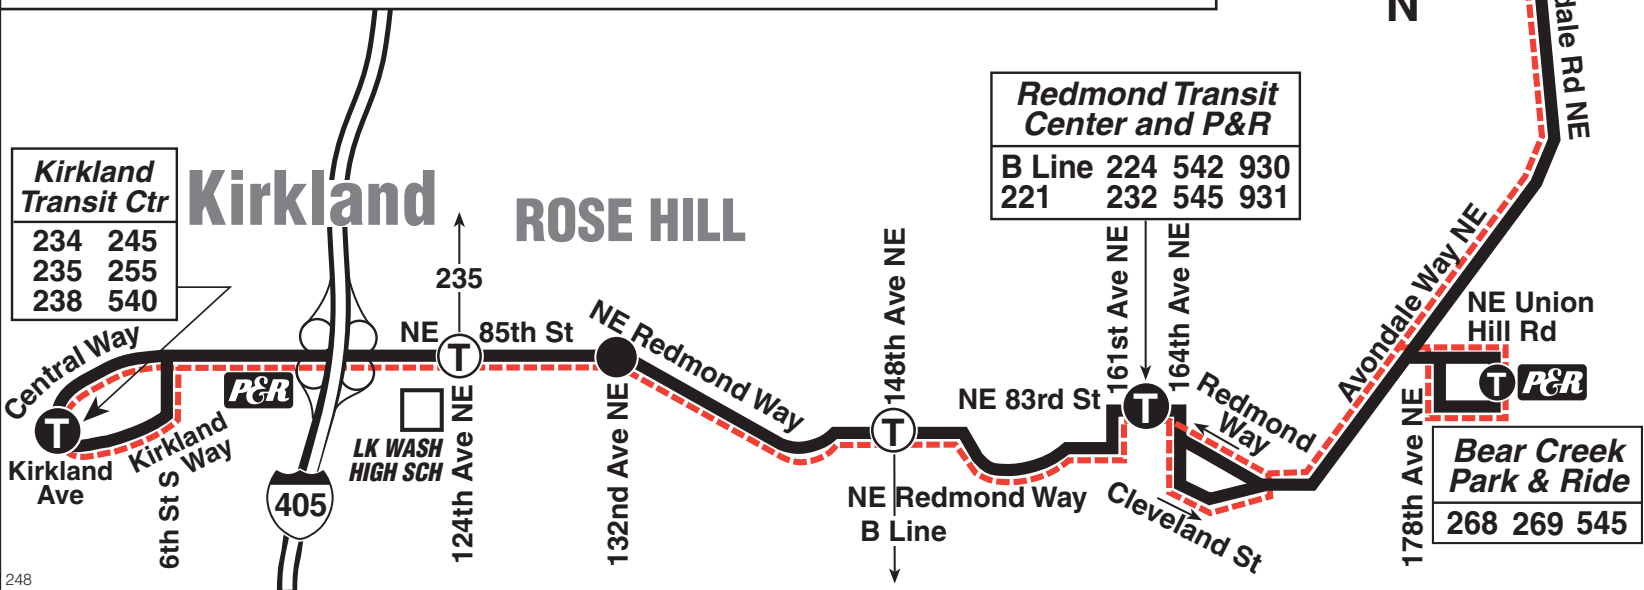 N
dale Rd NE
Redmond Transit
Center and P&R
B Line 224 542 930
221 232 545 931
Kirkland
Transit Ctr
234 245
235 255
238 540
Kirkland
ROSE HILL
235
NE 85th St
NE Redmond Way
148th Ave NE
161st Ave NE
164th Ave NE
Avondale Way NE
NE Union
Hill Rd
Central Way
T
P&R
T
T
NE 83rd St
T
Redmond
Way
T
P&R
Kirkland
Ave
Kirkland
Way
6th St S
LK WASH
HIGH SCH
124th Ave NE
132nd Ave NE
405
NE Redmond Way
B Line
Cleveland St
178th Ave NE
Bear Creek
Park & Ride
268 269 545
248